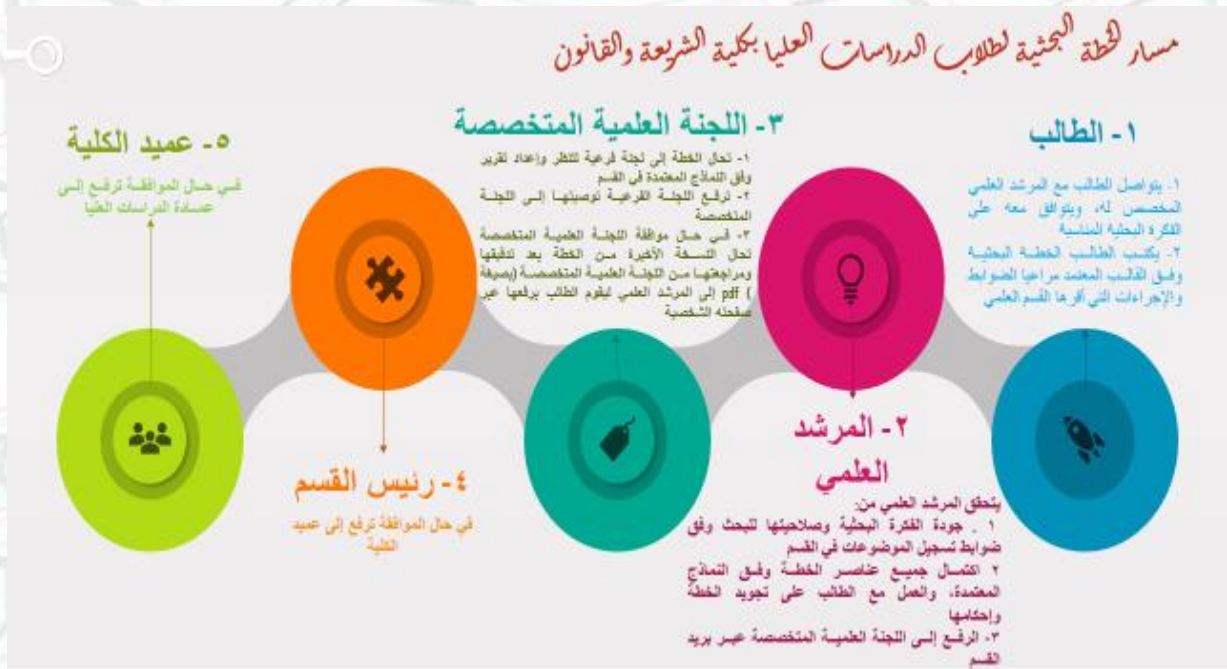 مسار الخطة البحثية لطلاب الدراسات العليا بكلية الشريعة والقانون
١- الطالب
١- يتواصل الطالب مع المرشد العلمي
المخصص له، ويتوافق معه على
الفكرة البحثية المناسبة
٢- يكتب الطالب الخطة البحثية
وفق القالب المعتمد مراعيا الضوابط
والإجراءات التي أقرها القسم العلمي
٢- المرشد
العلمي
يتحقق المرشد العلمي من:
١ . جودة الفكرة البحثية وصلاحيتها للبحث وفق
ضوابط تسجيل الموضوعات في القسم
٢ اكتمال جميع عناصر الخطة وفق النماذج
المعتمدة، والعمل مع الطالب على تجويد الخطة
وإحكامها
٣- الرفع إلى اللجنة العلمية المتخصصة عبر بريد
القسم
٣- اللجنة العلمية المتخصصة
١- تحال الخطة إلى لجنة فرعية للنظر وإعداد تقرير
وفق النماذج المعتمدة في القسم
٢- ترفع اللجنة الفرعية توصيتها إلى اللجنة
المتخصصة
٣- في حال موافقة اللجنة العلمية المتخصصة
تحال النسخة الأخيرة من الخطة بعد تدقيقها
ومراجعتها من اللجنة العلمية المتخصصة (بصيغة
pdf ) إلى المرشد العلمي ليقوم الطالب برفعها عبر
صفحته الشخصية
٤- رئيس القسم
في حال الموافقة ترفع إلى عميد
الكلية
٥- عميد الكلية
في حال الموافقة ترفع إلى
عمادة الدراسات العليا